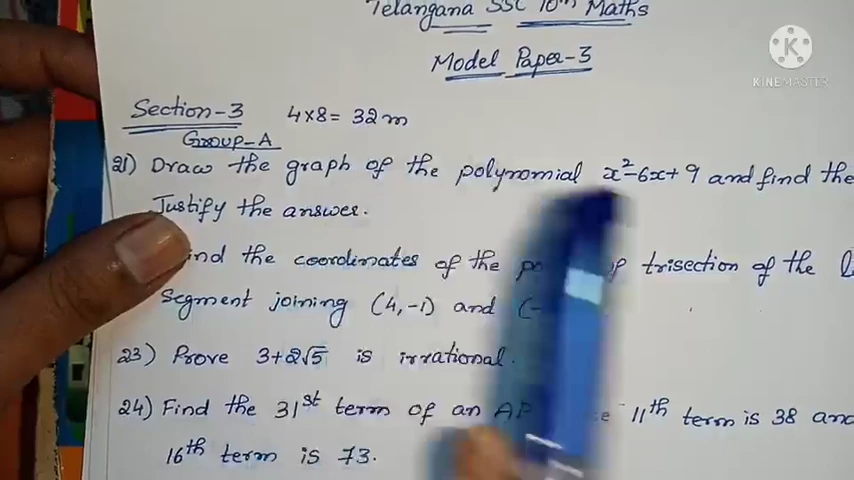 Telangana SSC 10th Maths
Model Paper-3
KINEMASTER
Section-3 4×8= 32m
Group-A
21) Draw the graph of the polynomial x²-6x+9 and find the
Justify the answer.
the coordinates of the of trisection of the
segment joining (4,-1) and (-
23) Prove 3+2√5 is irrational.
24) Find the 31st term of an AP 11th term is 38 and
16th term is 73.